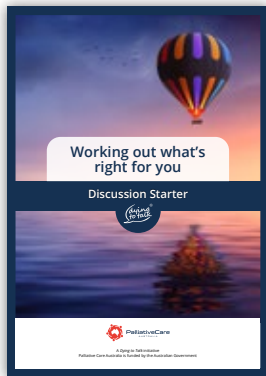 Working out what's
right for you
Discussion Starter
dying
to talk
PalliativeCare
AUSTRALIA
A Dying to Talk initiative
Palliative Care Australia is funded by the Australian Government